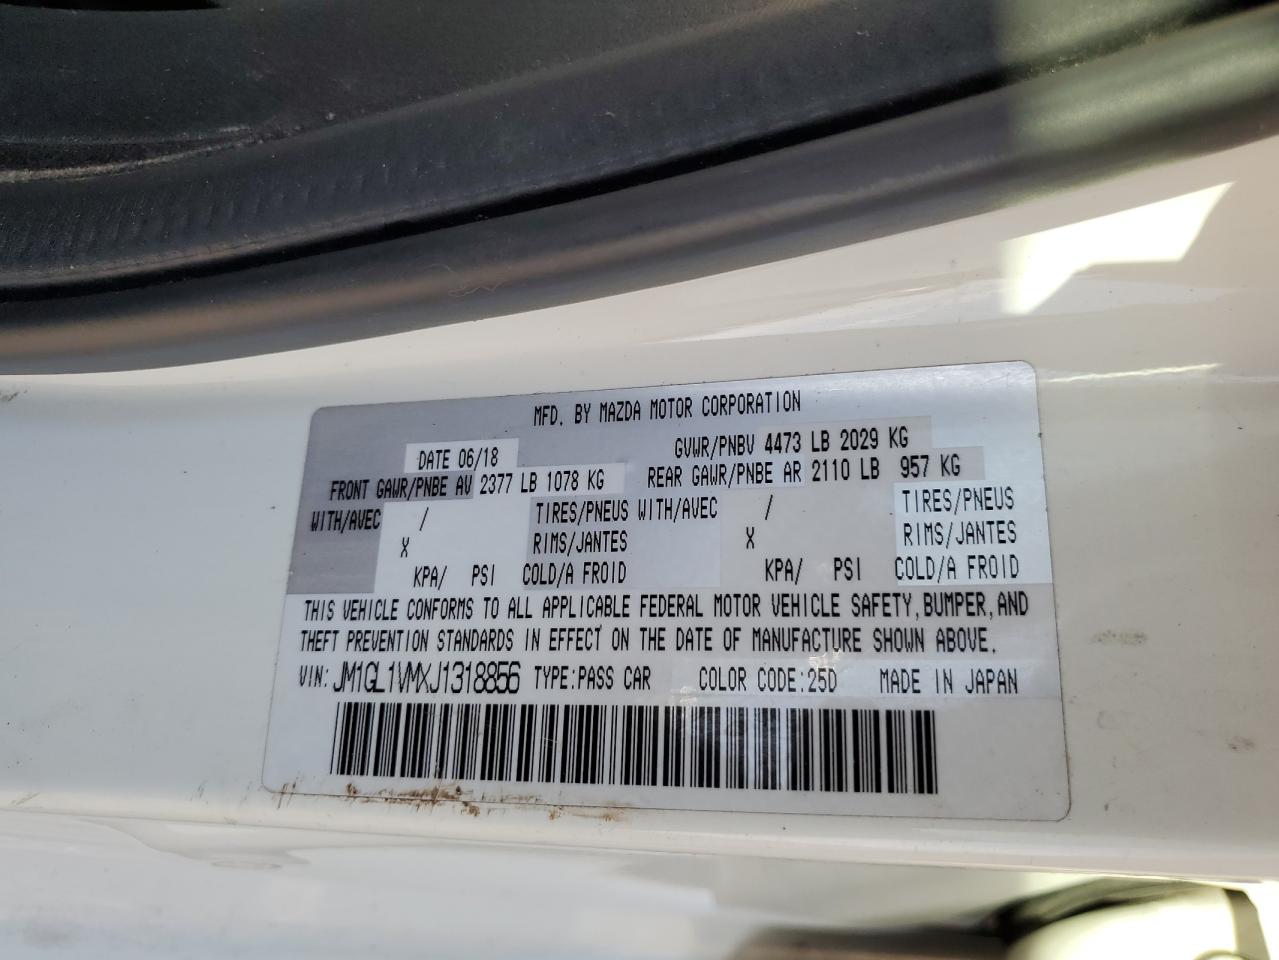 MFD. BY MAZDA MOTOR CORPORATION
DATE 06/18 GVWR/PNBV 4473 LB 2029 KG
FRONT GAWR/PNBE AV 2377 LB 1078 KG REAR GAWR/PNBE AR 2110 LB 957 KG
WITH/AVEC / TIRES/PNEUS WITH/AVEC / TIRES/PNEUS
X RIMS/JANTES X RIMS/JANTES
KPA/ PSI COLD/A FROID KPA/ PSI COLD/A FROID
THIS VEHICLE CONFORMS TO ALL APPLICABLE FEDERAL MOTOR VEHICLE SAFETY, BUMPER, AND
THEFT PREVENTION STANDARDS IN EFFECT ON THE DATE OF MANUFACTURE SHOWN ABOVE.
VIN: JM1GL1VMXJ1318856 TYPE:PASS CAR COLOR CODE:25D MADE IN JAPAN